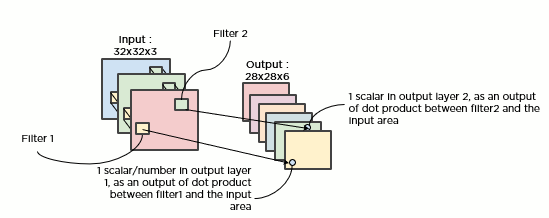 Input :
32x32x3
Filter 2
Output :
28x28x6
1 scalar in output layer 2, as an output
of dot product between filter2 and the
input area
Filter 1
1 scalar/number in output layer
1, as an output of dot product
between filter1 and the input
area